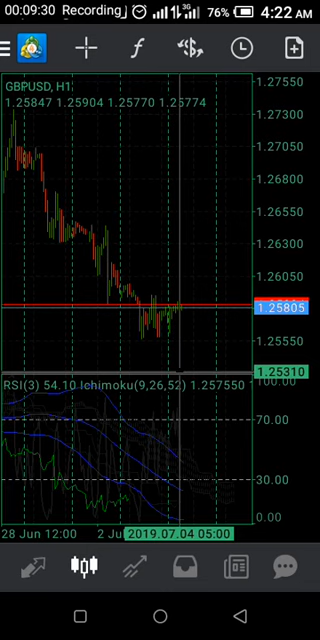 00:09:30 Recording) 3G 76% 4:22 AM
GBPUSD, H1
1.25847 1.25904 1.25770 1.25774
1.27550
1.27300
1.27050
1.26800
1.26550
1.26300
1.26050
1.25805
1.25550
1.25310
RSI(3) 54.10 Ichimoku(9,26,52) 1.257550
100.00
70.00
30.00
0.00
28 Jun 12:00 2 Jul 2019.07.04 05:00